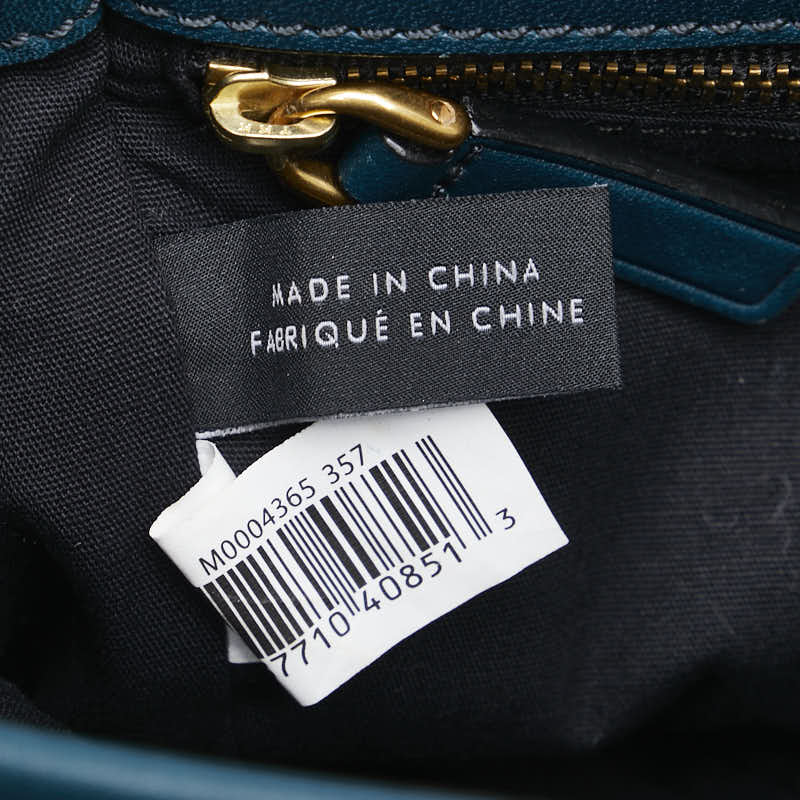 MADE IN CHINA
FABRIQUÉ EN CHINE
M0004365 357
7710 40851 3